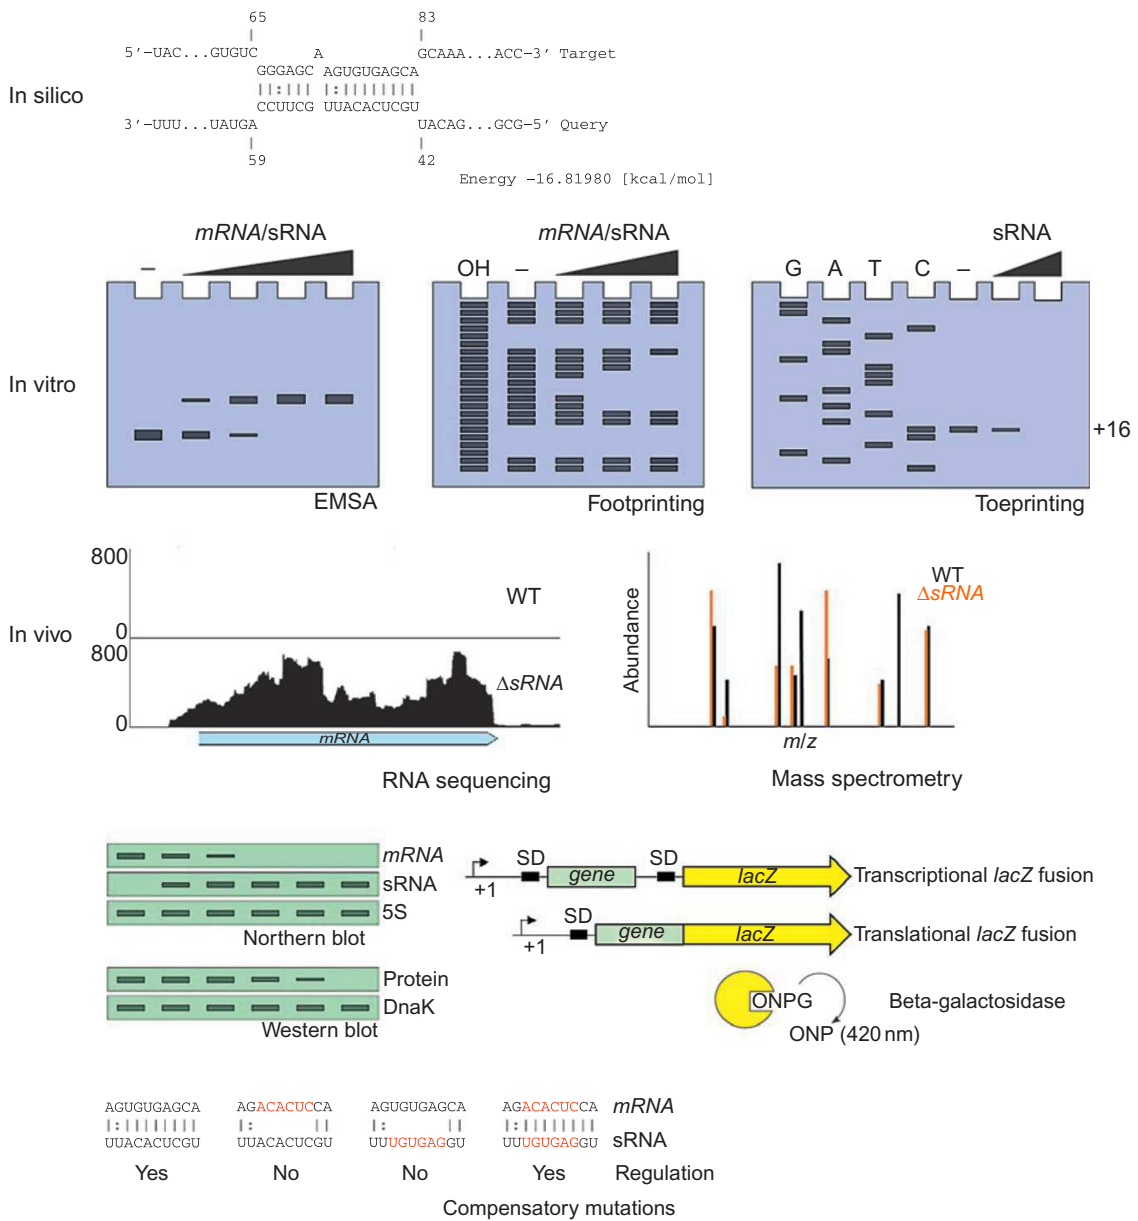 65 83
5'–UAC...GUGUC A GCAAA...ACC–3' Target
GGGAGC AGUGUGAGCA
In silico
||:||| |:||||||||
CCUUCG UUACACUCGU
3'–UUU...UAUGA UACAG...GCG–5' Query
59 42
Energy –16.81980 [kcal/mol]
mRNA/sRNA mRNA/sRNA sRNA
– OH – G A T C –
In vitro
+16
EMSA Footprinting Toeprinting
800
WT
0
In vivo
800
ΔsRNA
0
mRNA
RNA sequencing
WT
ΔsRNA
Abundance
m/z
Mass spectrometry
mRNA
sRNA
5S
Northern blot
Protein
DnaK
Western blot
SD SD
gene lacZ Transcriptional lacZ fusion
+1
SD
gene lacZ Translational lacZ fusion
+1
ONPG Beta-galactosidase
ONP (420 nm)
AGUGUGAGCA AGACACUCCA AGUGUGAGCA AGACACUCCA mRNA
|:|||||||| |: || |: || |:||||||||
UUACACUCGU UUACACUCGU UUUGUGAGGU UUUGUGAGGU sRNA
Yes No No Yes Regulation
Compensatory mutations